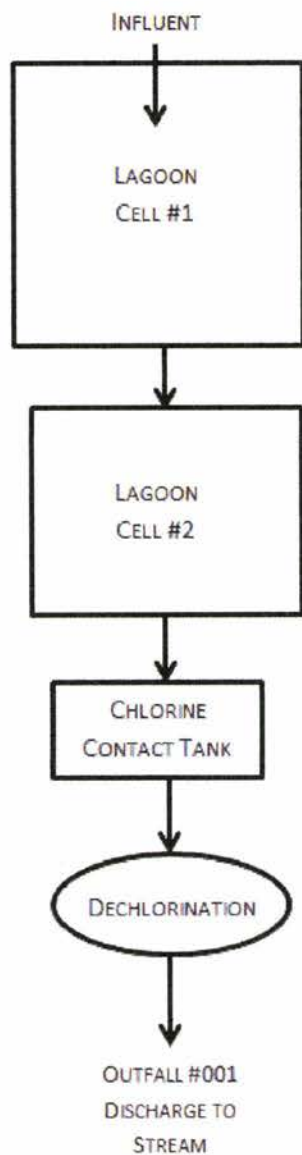 INFLUENT
LAGOON
CELL #1
LAGOON
CELL #2
CHLORINE
CONTACT TANK
DECHLORINATION
OUTFALL #001
DISCHARGE TO
STREAM